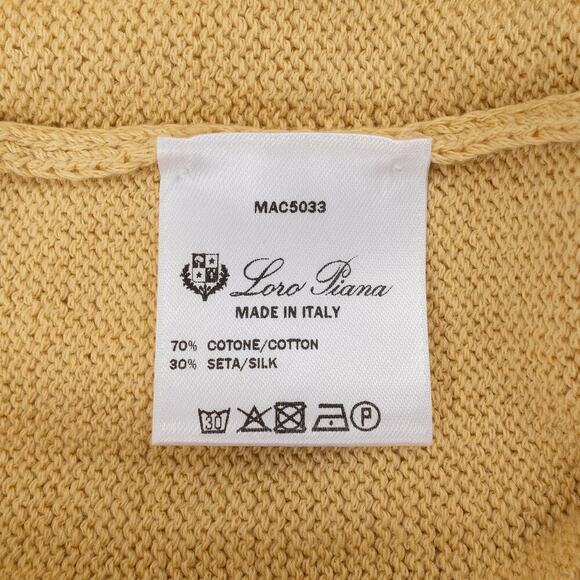 MAC5033
Loro Piana
MADE IN ITALY
70% COTONE/COTTON
30% SETA/SILK
30 P